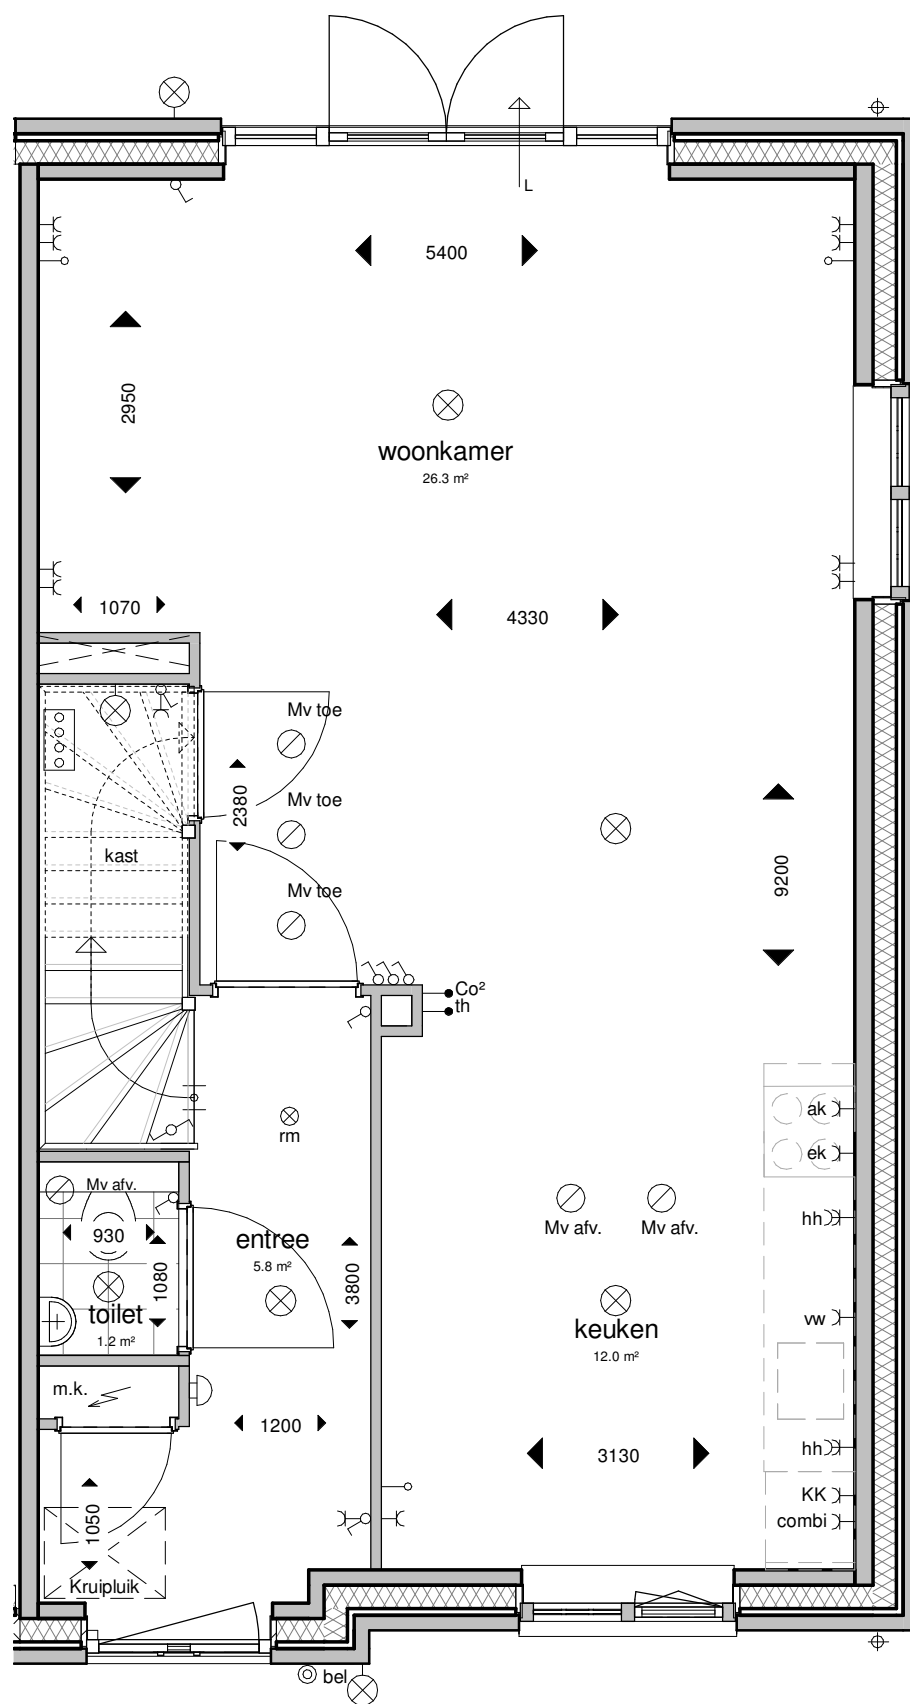 L
5400
2950
woonkamer
26.3 m²
1070
4330
Mv toe
2380
Mv toe
kast
9200
Mv toe
Co²
th
ak
rm
ek
Mv afv.
hh
930
entree
5.8 m²
Mv afv.
Mv afv.
1080
3800
toilet
1.2 m²
keuken
12.0 m²
vw
m.k.
1200
3130
hh
KK
combi
1050
Kruipluik
bel